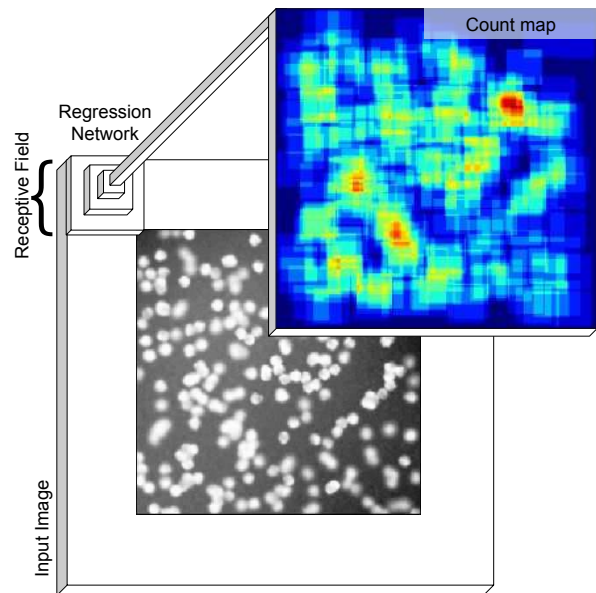 Count map
Regression
Network
Receptive Field
Input Image